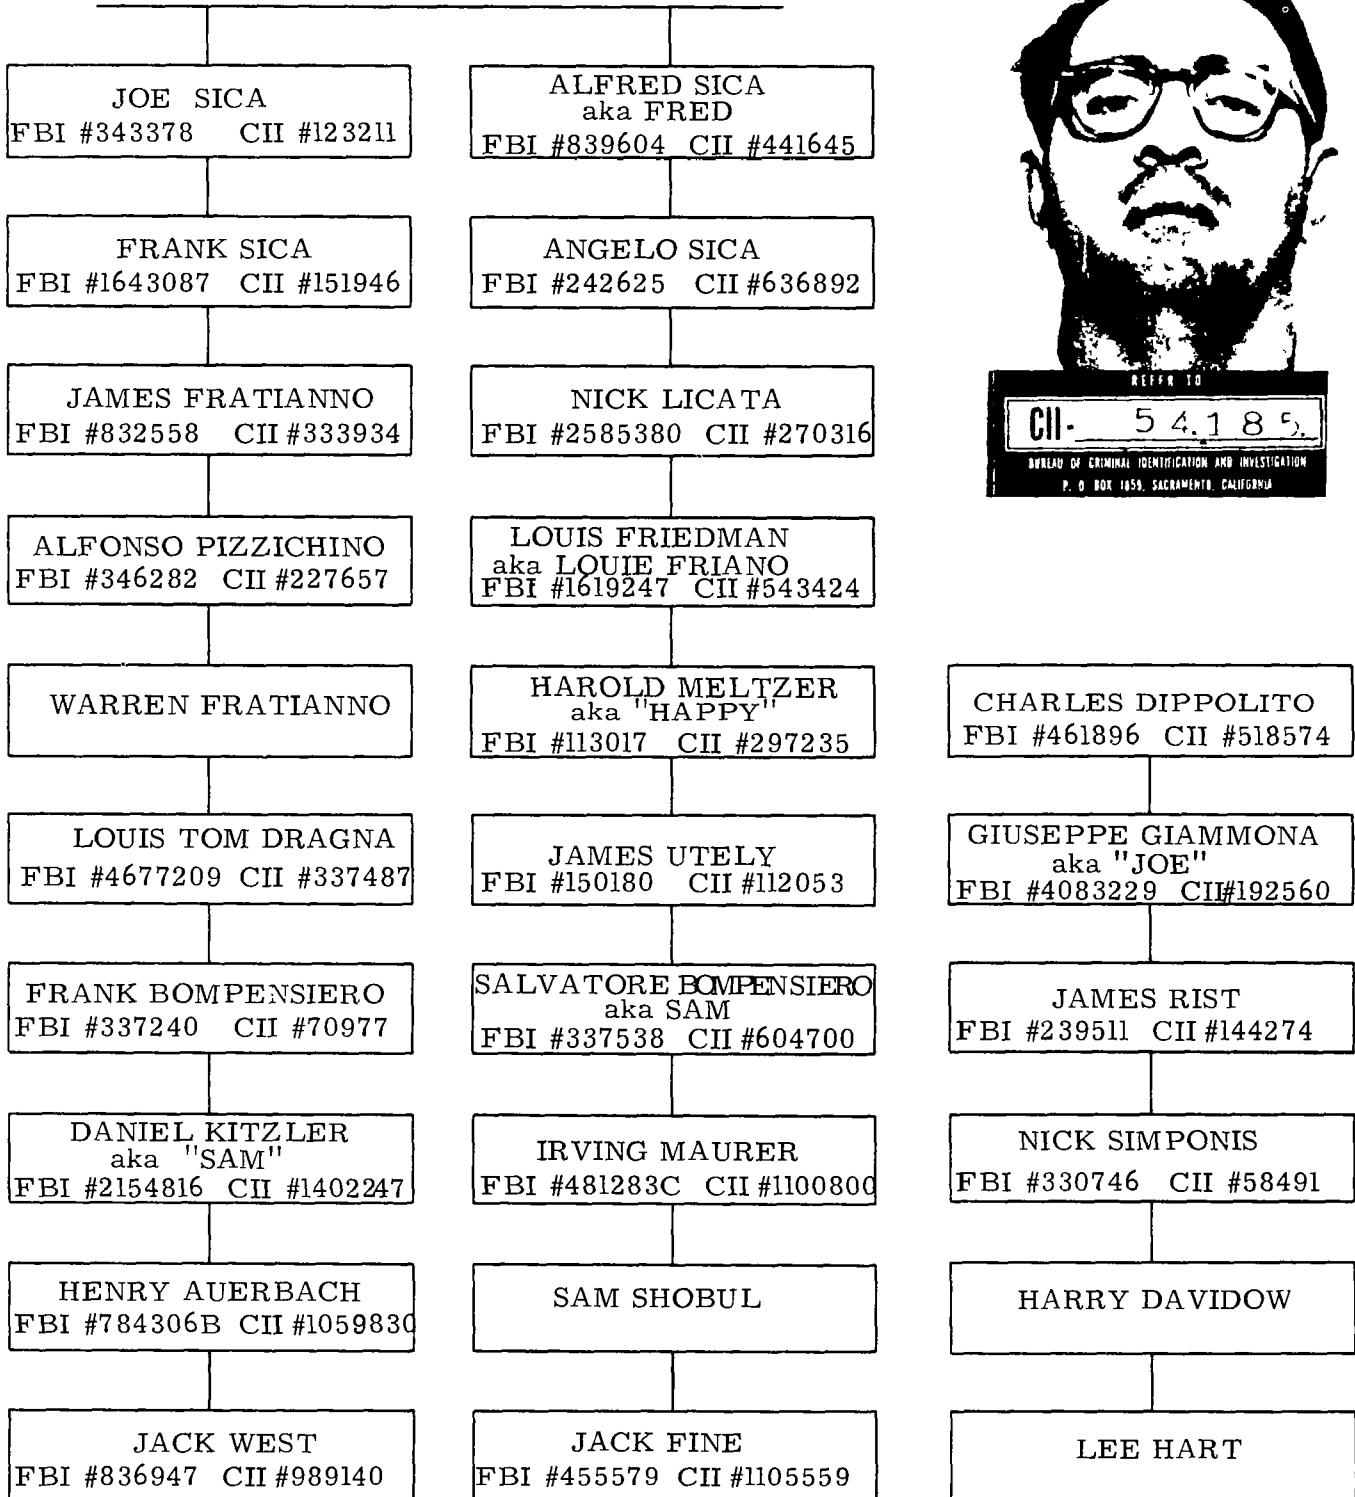 JOE SICA
FBI #343378 CII #123211
FRANK SICA
FBI #1643087 CII #151946
JAMES FRATIANNO
FBI #832558 CII #333934
ALFONSO PIZZICHINO
FBI #346282 CII #227657
WARREN FRATIANNO
LOUIS TOM DRAGNA
FBI #4677209 CII #337487
FRANK BOMPENSIERO
FBI #337240 CII #70977
DANIEL KITZLER
aka "SAM"
FBI #2154816 CII #1402247
HENRY AUERBACH
FBI #784306B CII #1059830
JACK WEST
FBI #836947 CII #989140
ALFRED SICA
aka FRED
FBI #839604 CII #441645
ANGELO SICA
FBI #242625 CII #636892
NICK LICATA
FBI #2585380 CII #270316
LOUIS FRIEDMAN
aka LOUIE FRIANO
FBI #1619247 CII #543424
HAROLD MELTZER
aka "HAPPY"
FBI #113017 CII #297235
JAMES UTELY
FBI #150180 CII #112053
SALVATORE BOMPENSIERO
aka SAM
FBI #337538 CII #604700
IRVING MAURER
FBI #481283C CII #1100800
SAM SHOBUL
JACK FINE
FBI #455579 CII #1105559
REFER TO
CII- 54185
BUREAU OF CRIMINAL IDENTIFICATION AND INVESTIGATION
P. O BOX 1859, SACRAMENTO, CALIFORNIA
CHARLES DIPPOLITO
FBI #461896 CII #518574
GIUSEPPE GIAMMONA
aka "JOE"
FBI #4083229 CII#192560
JAMES RIST
FBI #239511 CII #144274
NICK SIMPONIS
FBI #330746 CII #58491
HARRY DAVIDOW
LEE HART